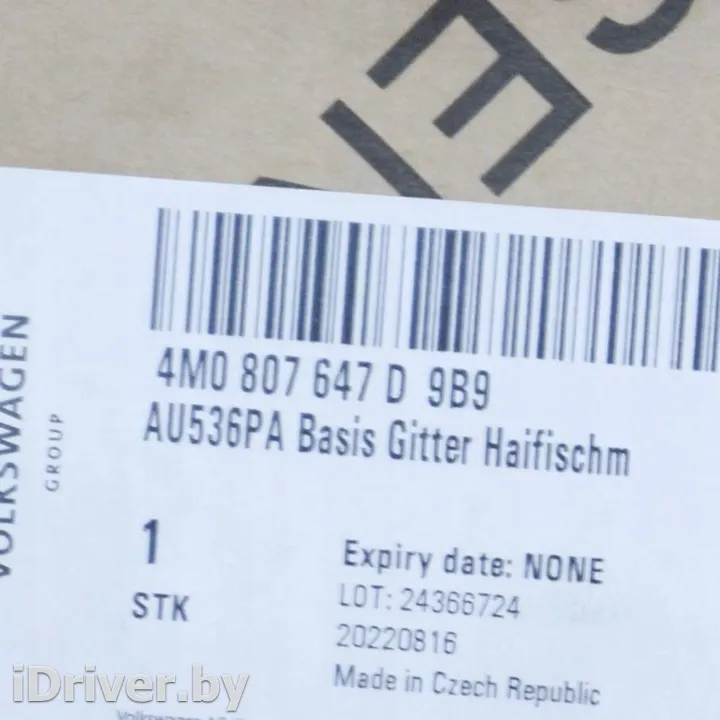 VOLKSWAGEN
GROUP
4M0 807 647 D 9B9
AU536PA Basis Gitter Haifischm
1
STK
Expiry date: NONE
LOT: 24366724
20220816
Made in Czech Republic
iDriver.by